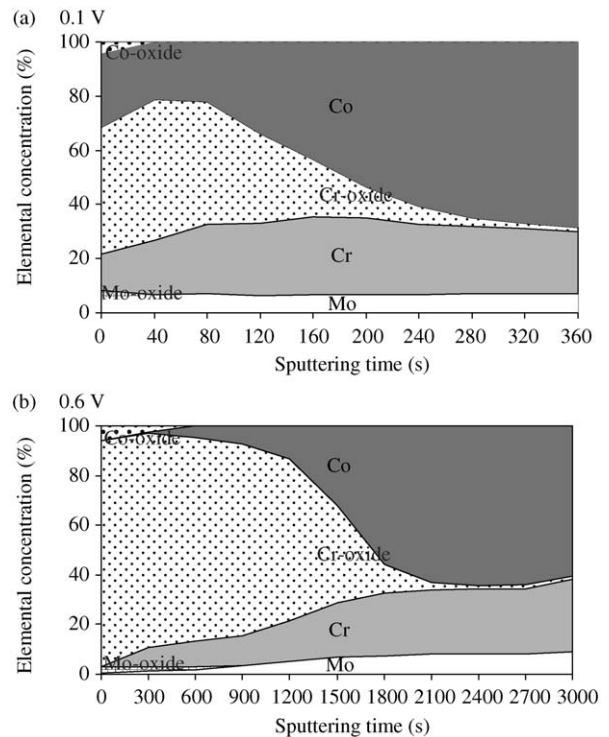 (a) 0.1 V
Elemental concentration (%)
100
80
60
40
20
0
Co-oxide
Co
Cr-oxide
Cr
Mo-oxide
Mo
0 40 80 120 160 200 240 280 320 360
Sputtering time (s)
(b) 0.6 V
Elemental concentration (%)
100
80
60
40
20
0
Co-oxide
Co
Cr-oxide
Cr
Mo-oxide
Mo
0 300 600 900 1200 1500 1800 2100 2400 2700 3000
Sputtering time (s)